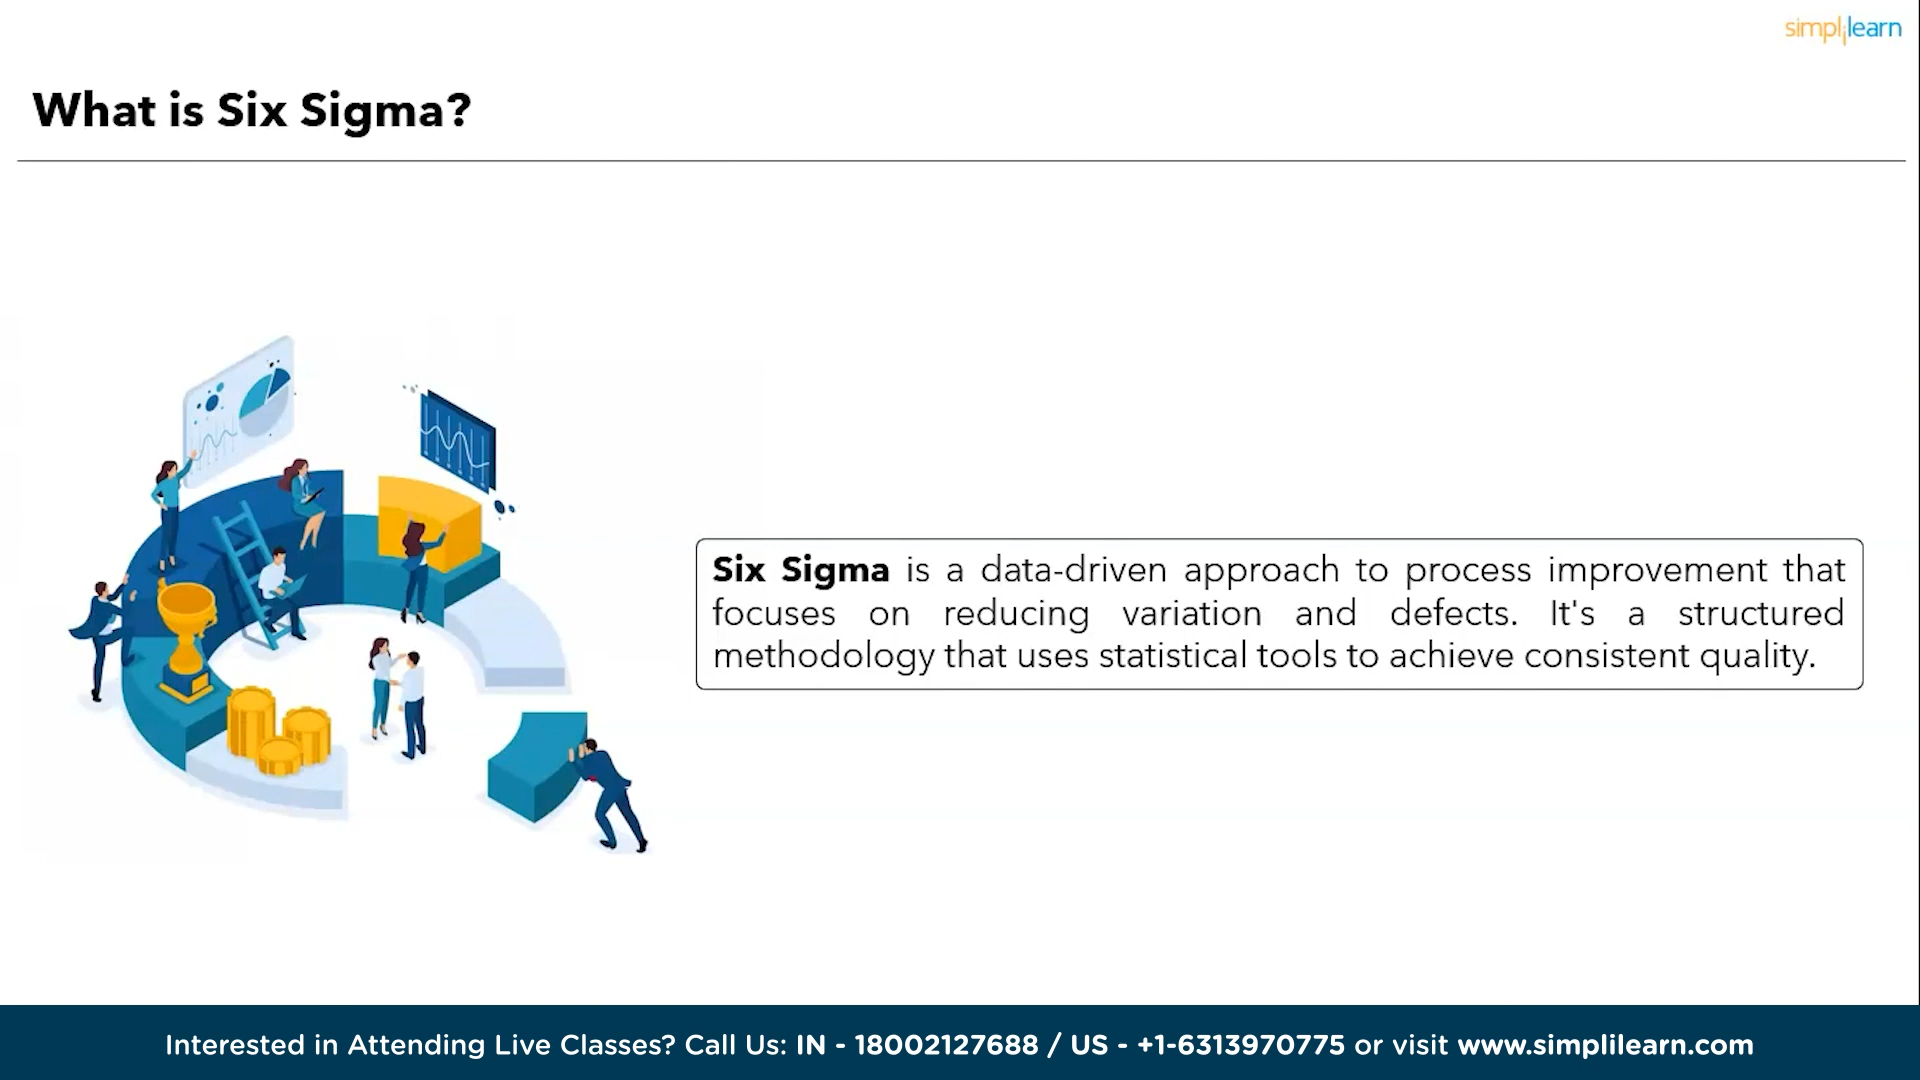 simplilearn
What is Six Sigma?
Six Sigma is a data-driven approach to process improvement that
focuses on reducing variation and defects. It's a structured
methodology that uses statistical tools to achieve consistent quality.
Interested in Attending Live Classes? Call Us: IN - 18002127688 / US - +1-6313970775 or visit www.simplilearn.com